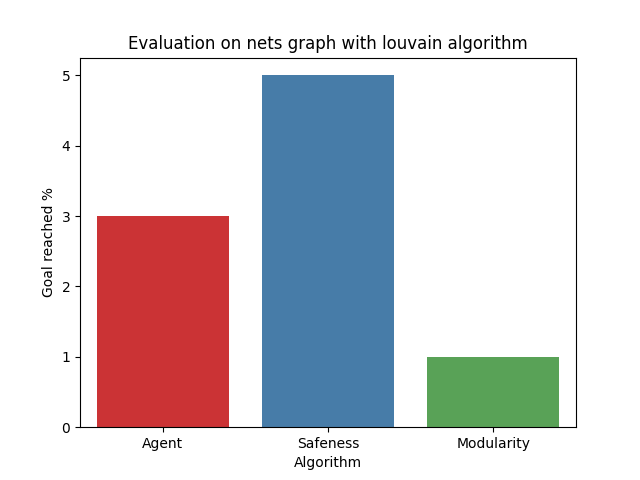 Evaluation on nets graph with louvain algorithm
Goal reached %
5
4
3
2
1
0
Agent
Safeness
Modularity
Algorithm